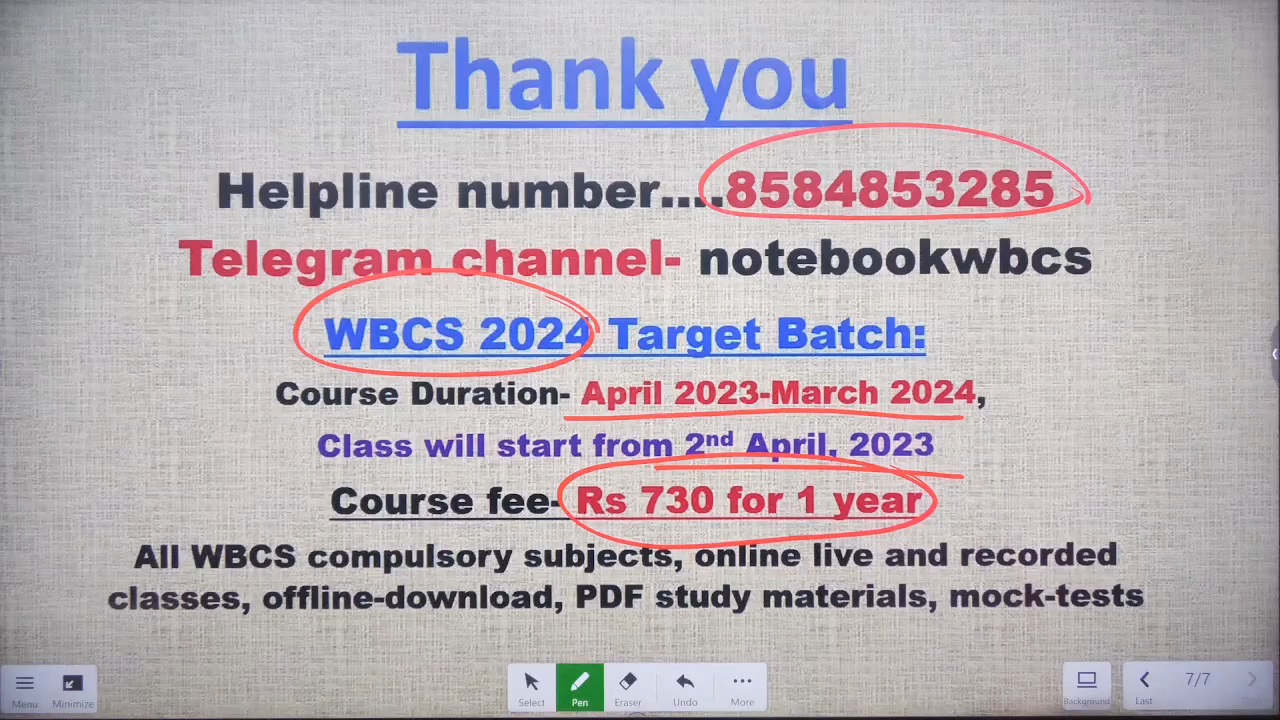 Thank you
Helpline number....8584853285
Telegram channel- notebookwbcs
WBCS 2024 Target Batch:
Course Duration- April 2023-March 2024,
Class will start from 2nd April, 2023
Course fee- Rs 730 for 1 year
All WBCS compulsory subjects, online live and recorded
classes, offline-download, PDF study materials, mock-tests
Menu
Minimize
Select
Pen
Eraser
Undo
More
Background
Last
7/7